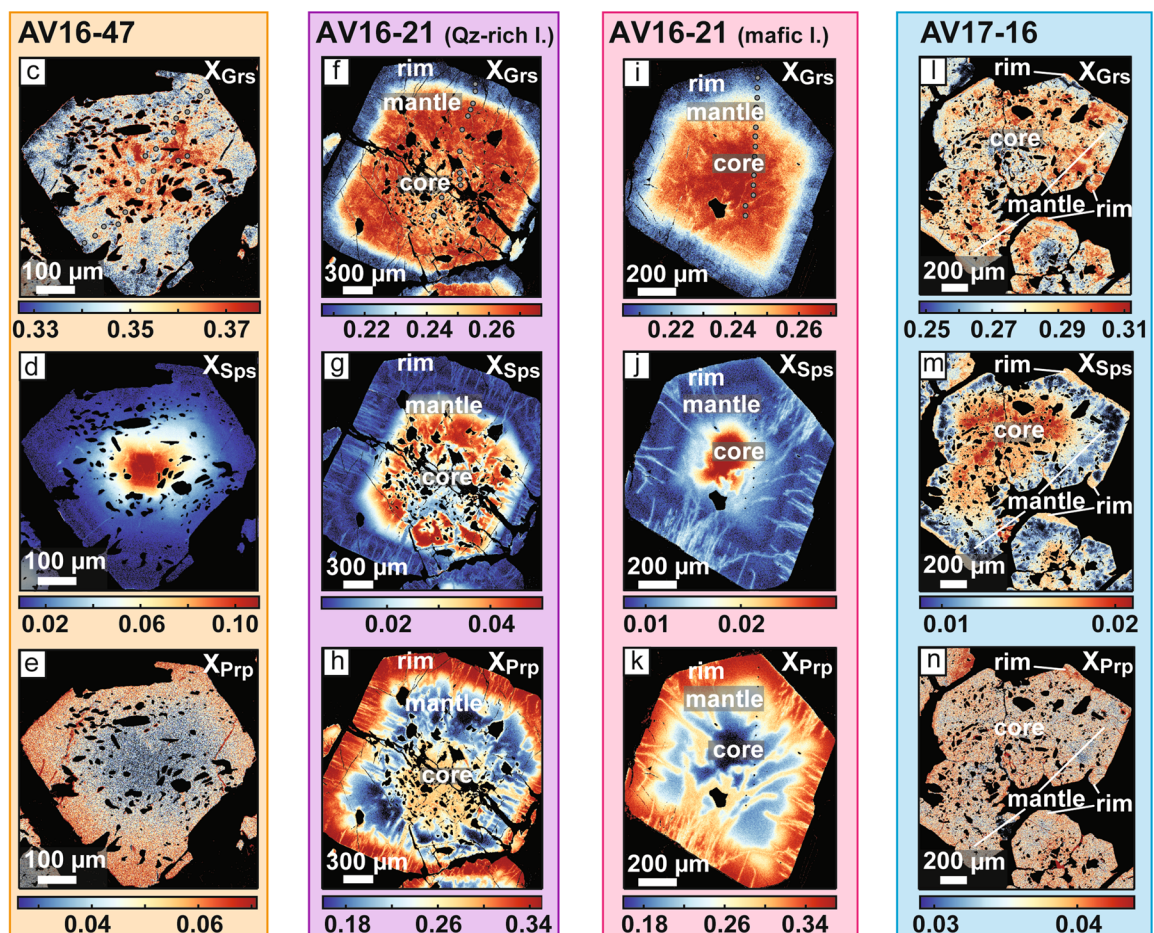 AV16-47
c
XGrs
100 µm
0.33 0.35 0.37
d
XSps
100 µm
0.02 0.06 0.10
e
XPrp
100 µm
0.04 0.06
AV16-21 (Qz-rich l.)
f
rim
XGrs
mantle
core
300 µm
0.22 0.24 0.26
g
rim
XSps
mantle
core
300 µm
0.02 0.04
h
rim
XPrp
mantle
core
300 µm
0.18 0.26 0.34
AV16-21 (mafic l.)
i
rim
XGrs
mantle
core
200 µm
0.22 0.24 0.26
j
rim
XSps
mantle
core
200 µm
0.01 0.02
k
rim
XPrp
mantle
core
200 µm
0.18 0.26 0.34
AV17-16
l
rim
XGrs
core
mantle
rim
200 µm
0.25 0.27 0.29 0.31
m
rim
XSps
core
mantle
rim
200 µm
0.01 0.02
n
rim
XPrp
core
mantle
rim
200 µm
0.03 0.04